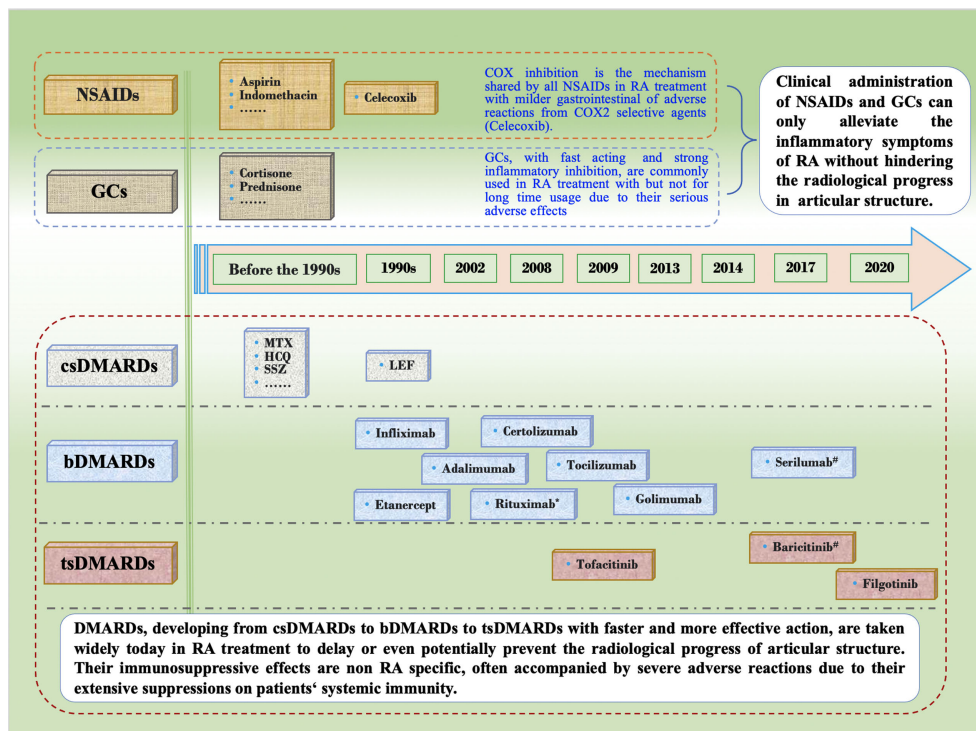 NSAIDs
• Aspirin
• Indomethacin
• ……
• Celecoxib
COX inhibition is the mechanism
shared by all NSAIDs in RA treatment
with milder gastrointestinal of adverse
reactions from COX2 selective agents
(Celecoxib).
GCs
• Cortisone
• Prednisone
• ……
GCs, with fast acting and strong
inflammatory inhibition, are commonly
used in RA treatment with but not for
long time usage due to their serious
adverse effects
Clinical administration
of NSAIDs and GCs can
only alleviate the
inflammatory symptoms
of RA without hindering
the radiological progress
in articular structure.
Before the 1990s 1990s 2002 2008 2009 2013 2014 2017 2020
csDMARDs
• MTX
• HCQ
• SSZ
• ……
• LEF
bDMARDs
• Infliximab
• Certolizumab
• Adalimumab
• Tocilizumab
• Serilumab#
• Etanercept
• Rituximab*
• Golimumab
tsDMARDs
• Tofacitinib
• Baricitinib#
• Filgotinib
DMARDs, developing from csDMARDs to bDMARDs to tsDMARDs with faster and more effective action, are taken
widely today in RA treatment to delay or even potentially prevent the radiological progress of articular structure.
Their immunosuppressive effects are non RA specific, often accompanied by severe adverse reactions due to their
extensive suppressions on patients‘ systemic immunity.